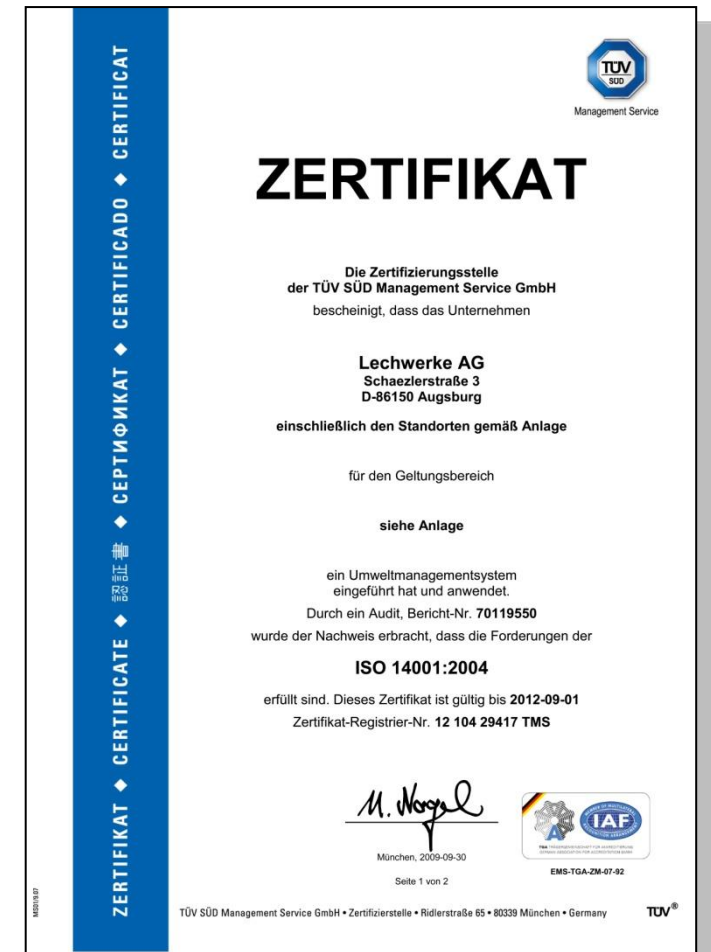 ZERTIFIKAT ◆ CERTIFICATE ◆ 認証書 ◆ СЕРТИФИКАТ ◆ CERTIFICADO ◆ CERTIFICAT
TÜV
SÜD
Management Service
ZERTIFIKAT
Die Zertifizierungsstelle
der TÜV SÜD Management Service GmbH
bescheinigt, dass das Unternehmen
Lechwerke AG
Schaezlerstraße 3
D-86150 Augsburg
einschließlich den Standorten gemäß Anlage
für den Geltungsbereich
siehe Anlage
ein Umweltmanagementsystem
eingeführt hat und anwendet.
Durch ein Audit, Bericht-Nr. 70119550
wurde der Nachweis erbracht, dass die Forderungen der
ISO 14001:2004
erfüllt sind. Dieses Zertifikat ist gültig bis 2012-09-01
Zertifikat-Registrier-Nr. 12 104 29417 TMS
M. Nagel
München, 2009-09-30
Seite 1 von 2
IAF
EMS-TGA-ZM-07-92
MS01/9.07
TÜV SÜD Management Service GmbH • Zertifizierstelle • Ridlerstraße 65 • 80339 München • Germany
TÜV®